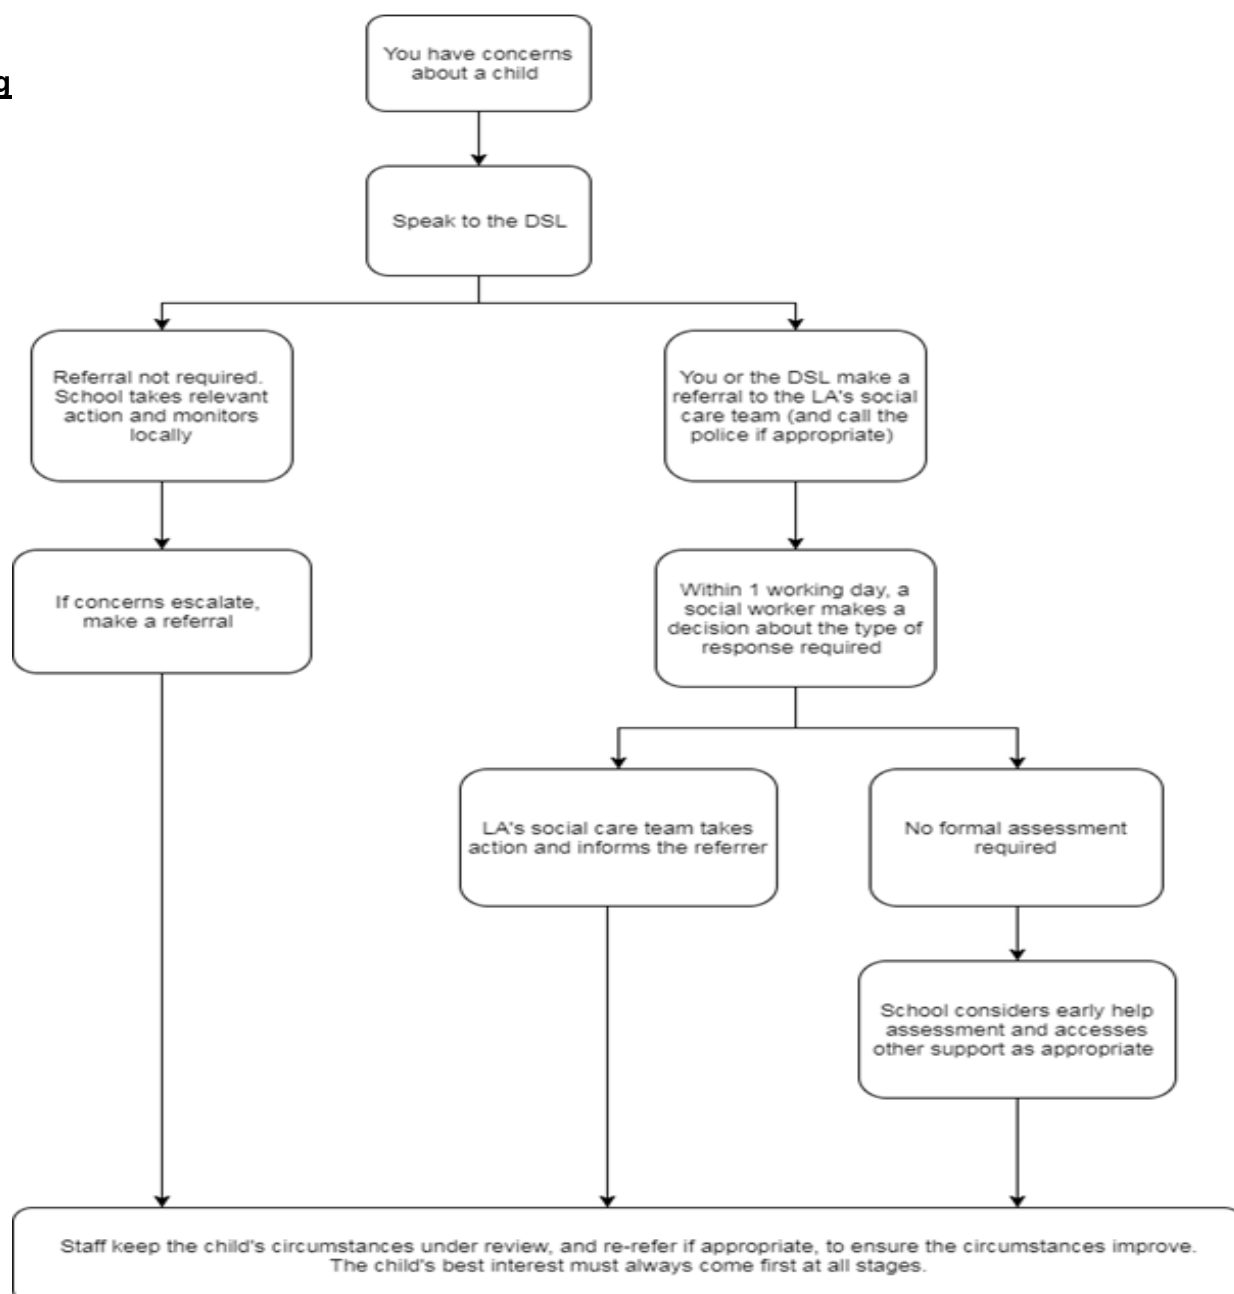 You have concerns
about a child
g
Speak to the DSL
Referral not required.
School takes relevant
action and monitors
locally
You or the DSL make a
referral to the LA's social
care team (and call the
police if appropriate)
If concerns escalate,
make a referral
Within 1 working day, a
social worker makes a
decision about the type of
response required
LA's social care team takes
action and informs the referrer
No formal assessment
required
School considers early help
assessment and accesses
other support as appropriate
Staff keep the child's circumstances under review, and re-refer if appropriate, to ensure the circumstances improve.
The child's best interest must always come first at all stages.